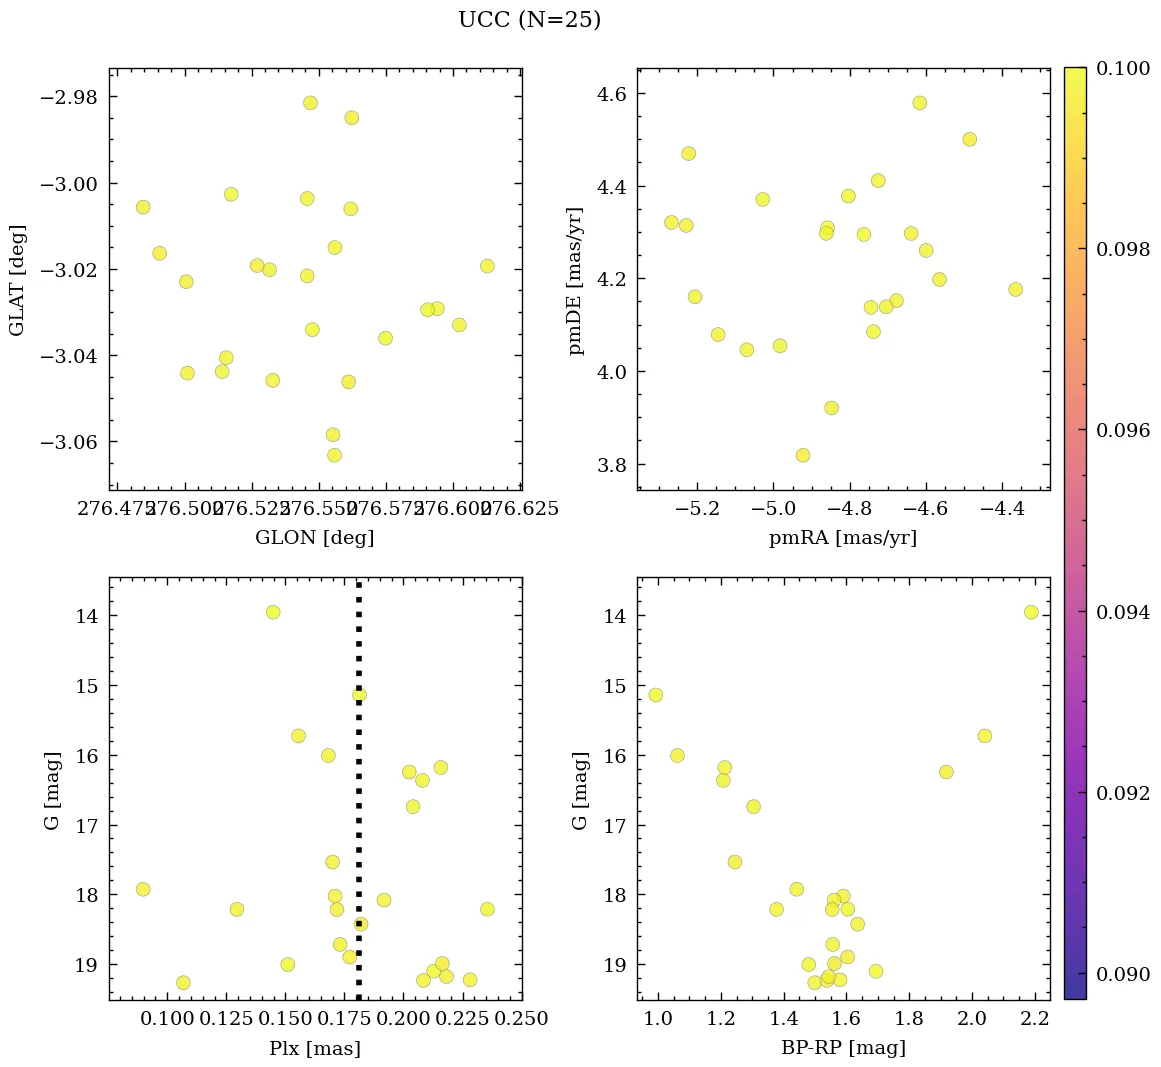 UCC (N=25)
−2.98
−3.00
−3.02
−3.04
−3.06
GLAT [deg]
276.475 276.500 276.525 276.550 276.575 276.600 276.625
GLON [deg]
4.6
4.4
4.2
4.0
3.8
pmDE [mas/yr]
−5.2 −5.0 −4.8 −4.6 −4.4
pmRA [mas/yr]
0.100
0.098
0.096
0.094
0.092
0.090
14
15
16
17
18
19
G [mag]
0.100 0.125 0.150 0.175 0.200 0.225 0.250
Plx [mas]
14
15
16
17
18
19
G [mag]
1.0 1.2 1.4 1.6 1.8 2.0 2.2
BP-RP [mag]